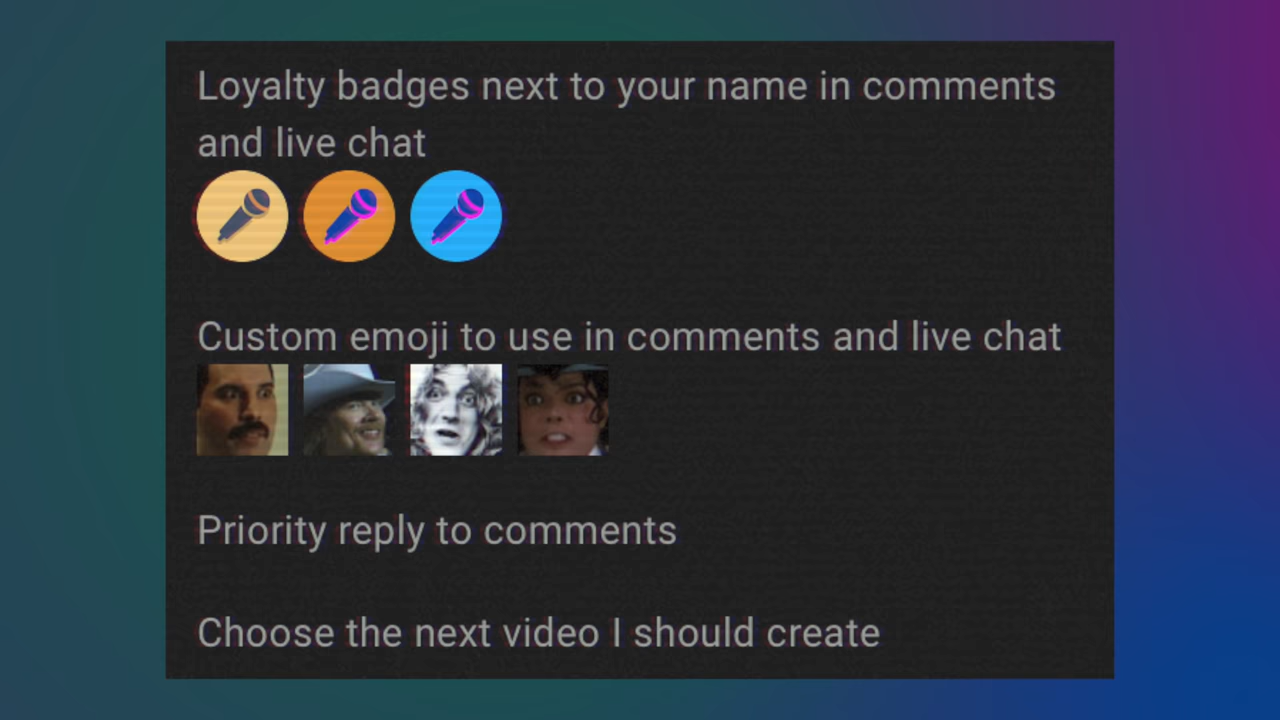 Loyalty badges next to your name in comments
and live chat
Custom emoji to use in comments and live chat
Priority reply to comments
Choose the next video I should create